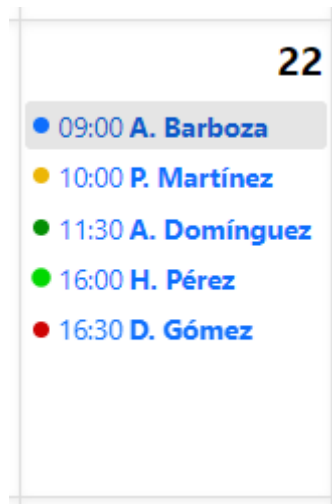 22
09:00 A. Barboza
10:00 P. Martínez
11:30 A. Domínguez
16:00 H. Pérez
16:30 D. Gómez